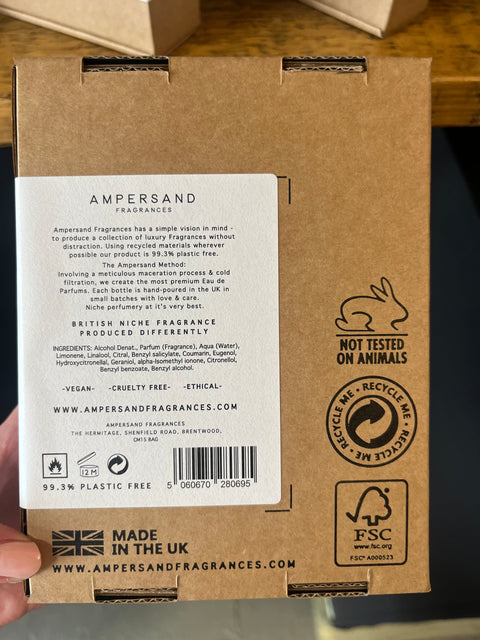 AMPERSAND
FRAGRANCES
Ampersand Fragrances has a simple vision in mind -
to produce a collection of luxury Fragrances without
distraction. Using recycled materials wherever
possible our product is 99.3% plastic free.
The Ampersand Method:
Involving a meticulous maceration process & cold
filtration, we create the most premium Eau de
Parfums. Each bottle is hand-poured in the UK in
small batches with love & care.
Niche perfumery at it's very best.
BRITISH NICHE FRAGRANCE
PRODUCED DIFFERENTLY
INGREDIENTS: Alcohol Denat., Parfum (Fragrance), Aqua (Water),
Limonene, Linalool, Citral, Benzyl salicylate, Coumarin, Eugenol,
Hydroxycitronellal, Geraniol, alpha-Isomethyl ionone, Citronellol,
Benzyl benzoate, Benzyl alcohol.
-VEGAN- -CRUELTY FREE- -ETHICAL-
WWW.AMPERSANDFRAGRANCES.COM
AMPERSAND FRAGRANCES
THE HERMITAGE, SHENFIELD ROAD, BRENTWOOD,
CM15 8AG
12 M
99.3% PLASTIC FREE
5 060670 280695
NOT TESTED
ON ANIMALS
RECYCLE ME • RECYCLE ME • RECYCLE ME •
FSC
www.fsc.org
FSC® A000523
MADE
IN THE UK
WWW.AMPERSANDFRAGRANCES.COM